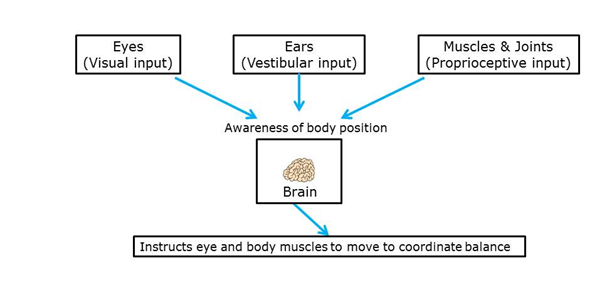 Eyes
(Visual input)
Ears
(Vestibular input)
Muscles & Joints
(Proprioceptive input)
Awareness of body position
Brain
Instructs eye and body muscles to move to coordinate balance